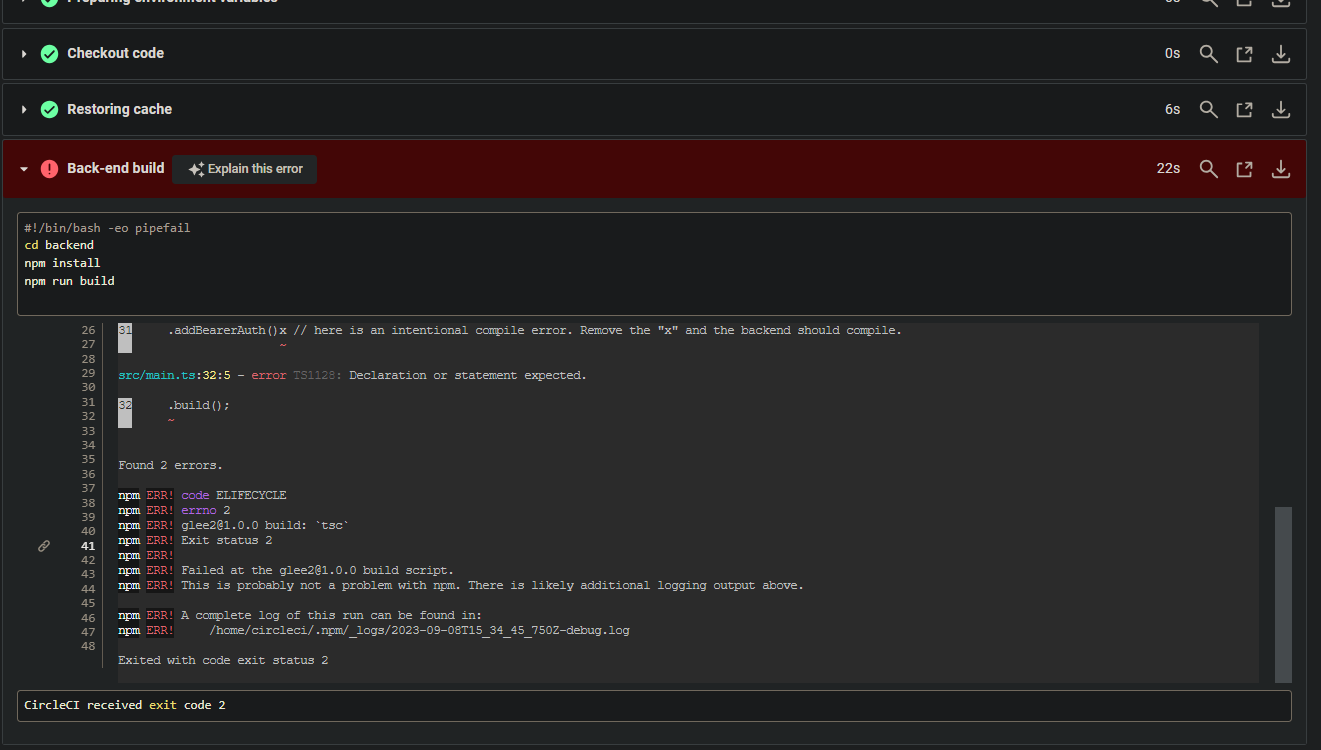 Preparing environment variables
0s
Checkout code
0s
Restoring cache
6s
Back-end build
Explain this error
22s
#!/bin/bash -eo pipefail
cd backend
npm install
npm run build
26
27
28
29
30
31
32
33
34
35
36
37
38
39
40
41
42
43
44
45
46
47
48
31 .addBearerAuth()x // here is an intentional compile error. Remove the "x" and the backend should compile.
~
src/main.ts:32:5 - error TS1128: Declaration or statement expected.
32 .build();
~
Found 2 errors.
npm ERR! code ELIFECYCLE
npm ERR! errno 2
npm ERR! glee2@1.0.0 build: `tsc`
npm ERR! Exit status 2
npm ERR!
npm ERR! Failed at the glee2@1.0.0 build script.
npm ERR! This is probably not a problem with npm. There is likely additional logging output above.
npm ERR! A complete log of this run can be found in:
npm ERR! /home/circleci/.npm/_logs/2023-09-08T15_34_45_750Z-debug.log
Exited with code exit status 2
CircleCI received exit code 2